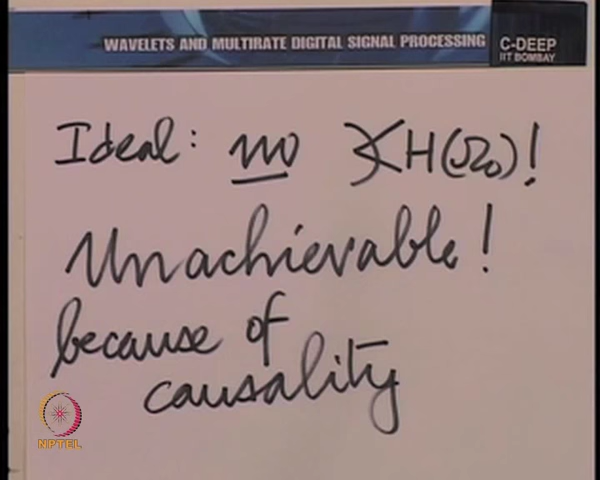 WAVELETS AND MULTIRATE DIGITAL SIGNAL PROCESSING
C-DEEP
IIT BOMBAY
Ideal: no ∠H(Ω₀)!
Unachievable!
because of
causality
NPTEL